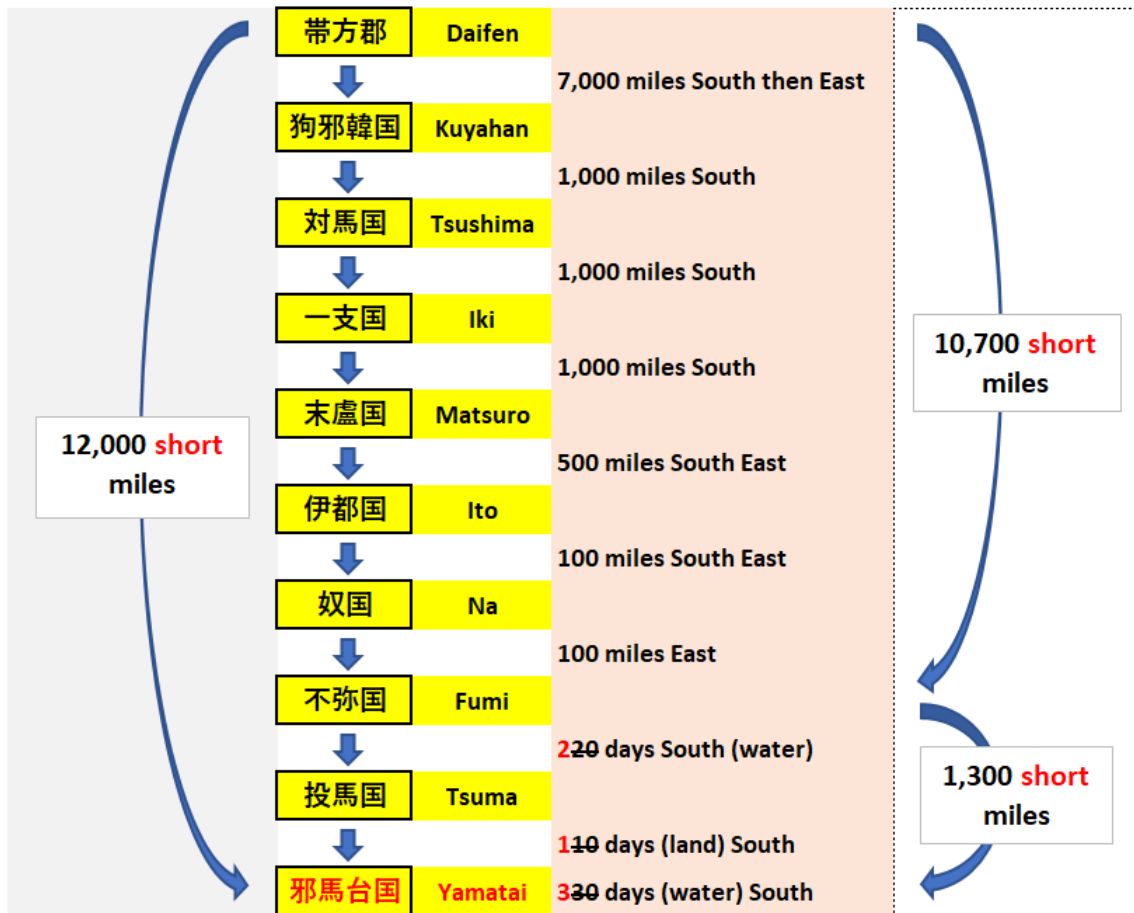 帯方郡 Daifen
7,000 miles South then East
狗邪韓国 Kuyahan
1,000 miles South
対馬国 Tsushima
1,000 miles South
一支国 Iki
1,000 miles South
末盧国 Matsuro
500 miles South East
伊都国 Ito
100 miles South East
奴国 Na
100 miles East
不弥国 Fumi
220 days South (water)
投馬国 Tsuma
110 days (land) South
邪馬台国 Yamatai 330 days (water) South
12,000 short
miles
10,700 short
miles
1,300 short
miles